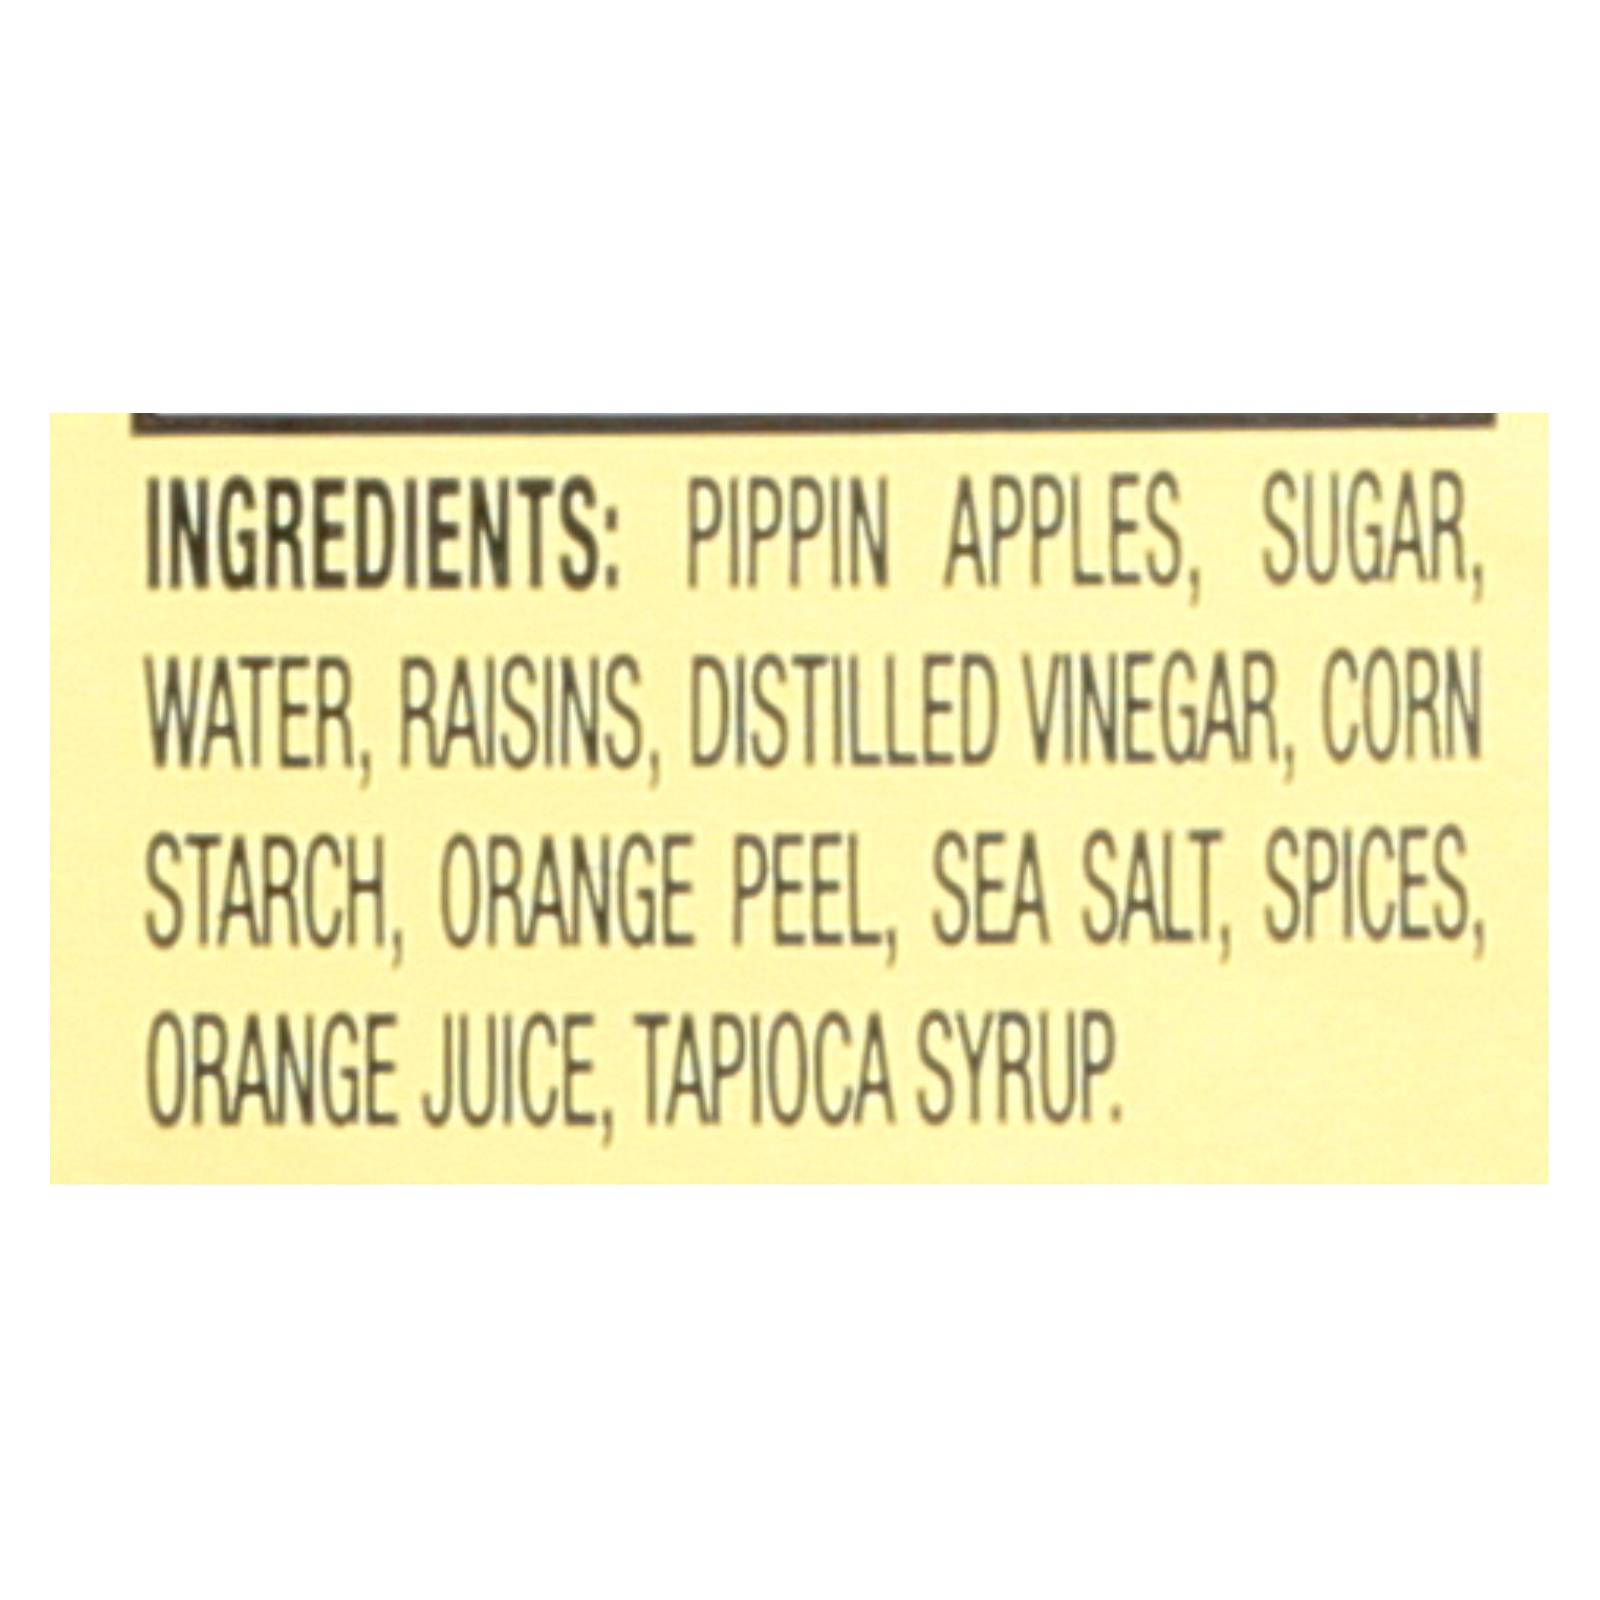 INGREDIENTS: PIPPIN APPLES, SUGAR,
WATER, RAISINS, DISTILLED VINEGAR, CORN
STARCH, ORANGE PEEL, SEA SALT, SPICES,
ORANGE JUICE, TAPIOCA SYRUP.